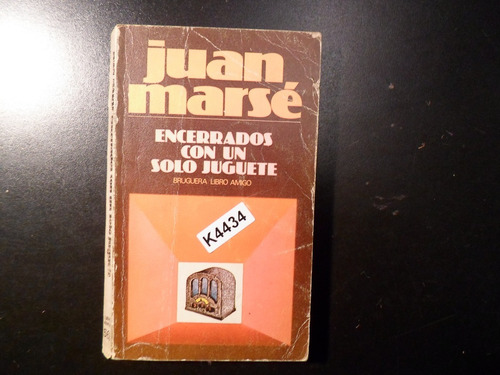 juan
marsé
ENCERRADOS
CON UN
SOLO JUGUETE
BRUGUERA LIBRO AMIGO
K4434